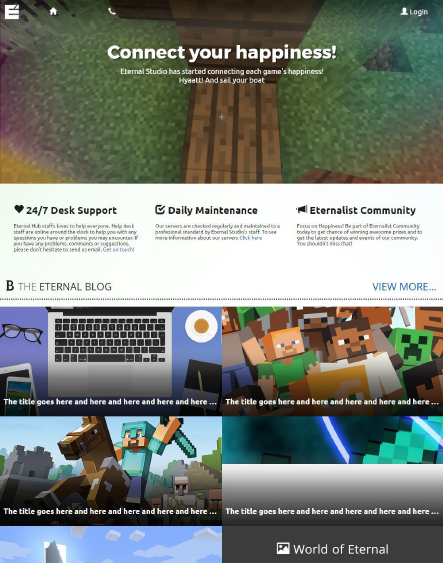 Login
Connect your happiness!
Eternal Studio has started connecting each game's happiness!
Hyaatt! And sail your boat
24/7 Desk Support
Eternal Hub staffs loves to help everyone. Help desk
staff are online around the clock to help you with any
questions you have or problems you may encounter. If
you have any problems, comments or suggestions,
please don't hesitate to send us email. Get on touch!
Daily Maintenance
Our servers are checked regularly and maintained to a
professional standard by Eternal Studio's staff. To see
more information about our servers Click here
Eternalist Community
Focus on Happiness! Be part of Eternalist Community
today to get chance of winning awesome prizes and to
get the latest updates and events of our community.
You shouldn't miss that!
THE ETERNAL BLOG
VIEW MORE...
The title goes here and here and here and here and here ...
The title goes here and here and here and here and here ...
The title goes here and here and here and here and here ...
The title goes here and here and here and here and here ...
World of Eternal